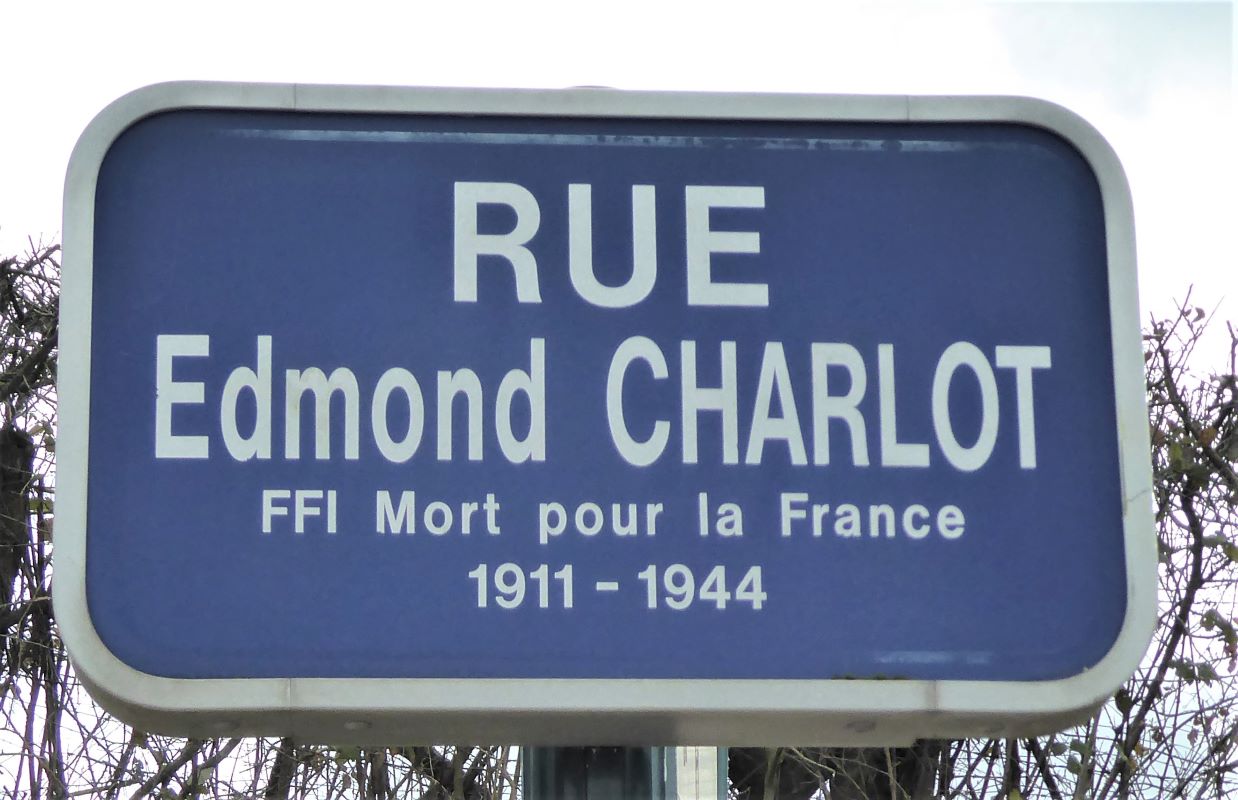 RUE
Edmond CHARLOT
FFI Mort pour la France
1911 - 1944